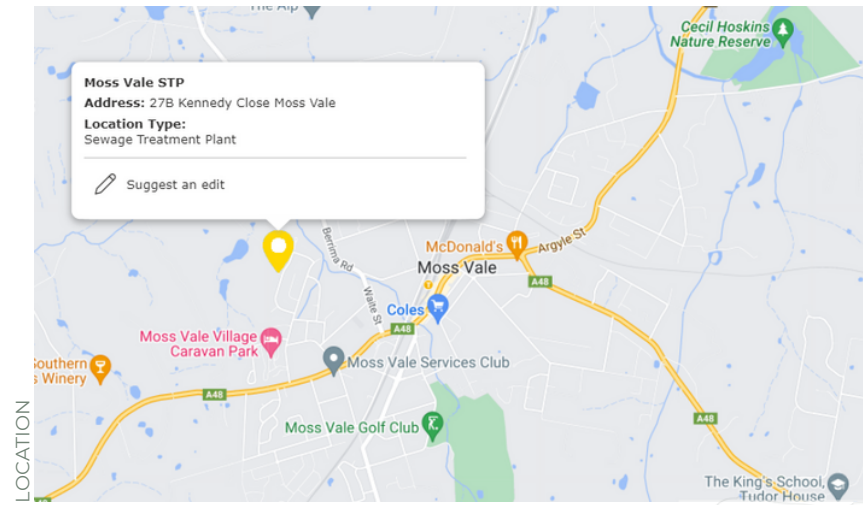 The Alp
Cecil Hoskins
Nature Reserve
Moss Vale STP
Address: 27B Kennedy Close Moss Vale
Location Type:
Sewage Treatment Plant
Suggest an edit
Berrima Rd
McDonald's
Argyle St
Moss Vale
A48
Waite St
Coles
A48
Moss Vale Village
Caravan Park
Moss Vale Services Club
Southern
s Winery
A48
A48
Moss Vale Golf Club
LOCATION
The King's School,
Tudor House
A48